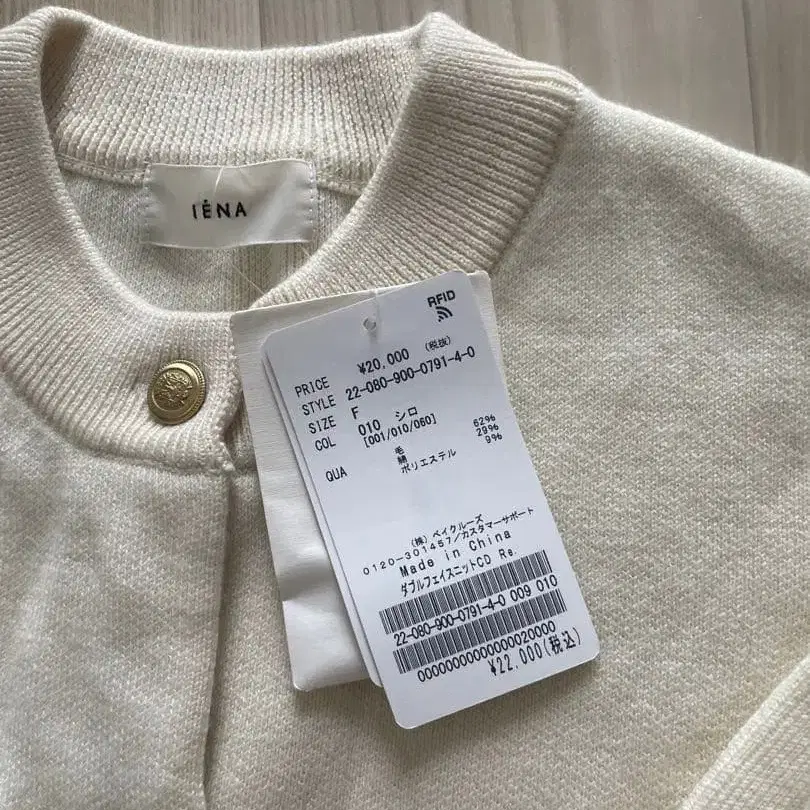 IÉNA
RFID
PRICE ¥20,000 (税抜)
STYLE 22-080-900-0791-4-0
SIZE F
COL 010 シロ
[001/010/060]
QUA 毛 62%
綿 29%
ポリエステル 9%
(株)ベイクルーズ
0120-301457/カスタマーサポート
Made in China
ダブルフェイスニットCD Re.
22-080-900-0791-4-0 009 010
00000000000000020000
¥22,000(税込)